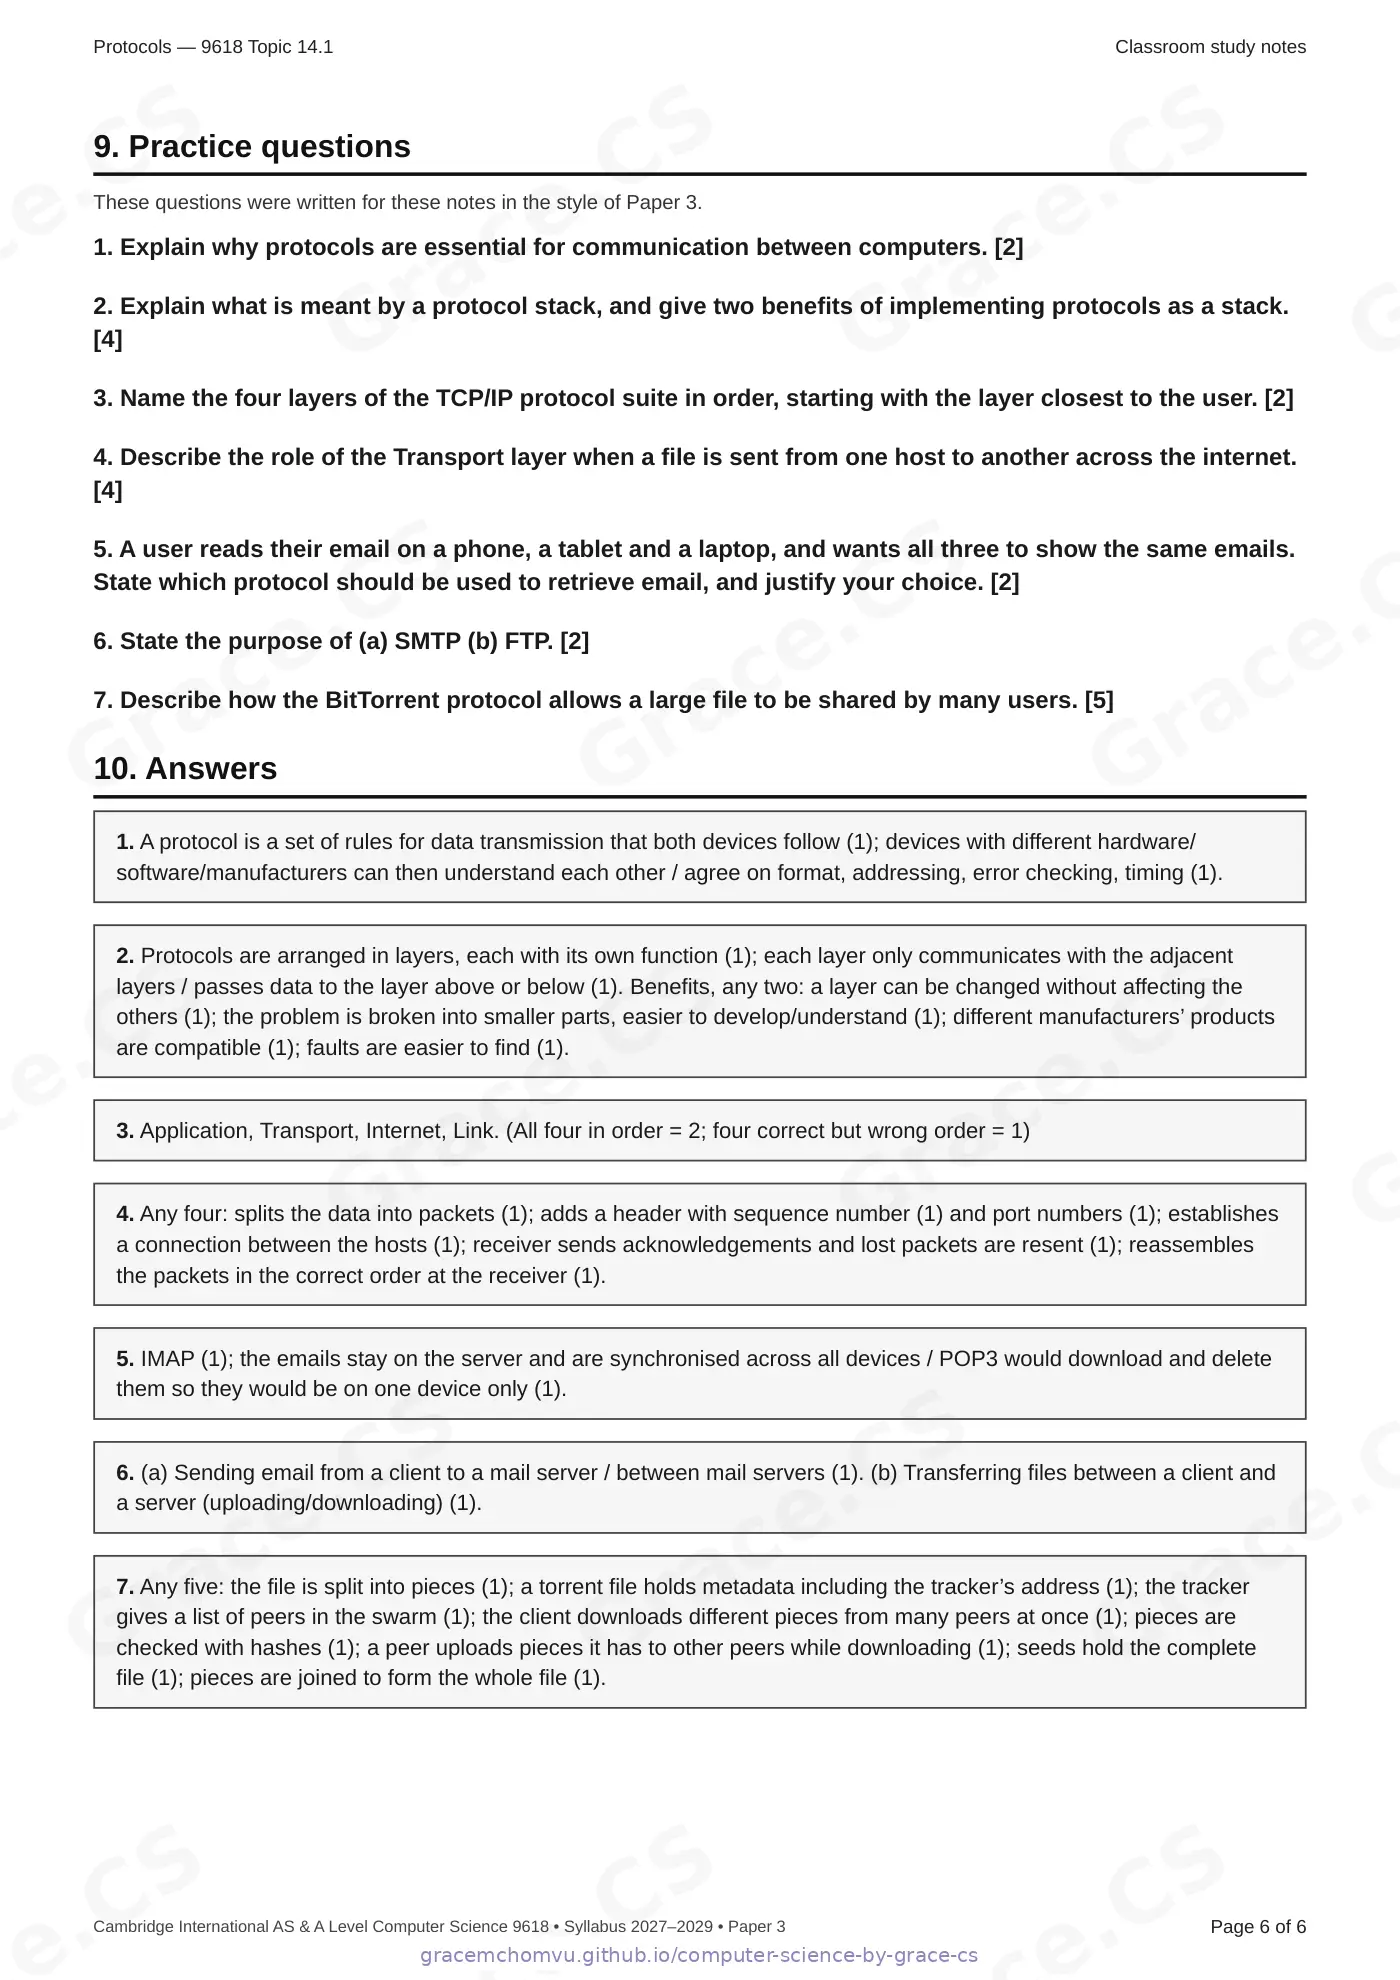 Protocols — 9618 Topic 14.1
Classroom study notes
9. Practice questions
These questions were written for these notes in the style of Paper 3.
1. Explain why protocols are essential for communication between computers. [2]
2. Explain what is meant by a protocol stack, and give two benefits of implementing protocols as a stack.
[4]
3. Name the four layers of the TCP/IP protocol suite in order, starting with the layer closest to the user. [2]
4. Describe the role of the Transport layer when a file is sent from one host to another across the internet.
[4]
5. A user reads their email on a phone, a tablet and a laptop, and wants all three to show the same emails.
State which protocol should be used to retrieve email, and justify your choice. [2]
6. State the purpose of (a) SMTP (b) FTP. [2]
7. Describe how the BitTorrent protocol allows a large file to be shared by many users. [5]
10. Answers
1. A protocol is a set of rules for data transmission that both devices follow (1); devices with different hardware/
software/manufacturers can then understand each other / agree on format, addressing, error checking, timing (1).
2. Protocols are arranged in layers, each with its own function (1); each layer only communicates with the adjacent
layers / passes data to the layer above or below (1). Benefits, any two: a layer can be changed without affecting the
others (1); the problem is broken into smaller parts, easier to develop/understand (1); different manufacturers’ products
are compatible (1); faults are easier to find (1).
3. Application, Transport, Internet, Link. (All four in order = 2; four correct but wrong order = 1)
4. Any four: splits the data into packets (1); adds a header with sequence number (1) and port numbers (1); establishes
a connection between the hosts (1); receiver sends acknowledgements and lost packets are resent (1); reassembles
the packets in the correct order at the receiver (1).
5. IMAP (1); the emails stay on the server and are synchronised across all devices / POP3 would download and delete
them so they would be on one device only (1).
6. (a) Sending email from a client to a mail server / between mail servers (1). (b) Transferring files between a client and
a server (uploading/downloading) (1).
7. Any five: the file is split into pieces (1); a torrent file holds metadata including the tracker’s address (1); the tracker
gives a list of peers in the swarm (1); the client downloads different pieces from many peers at once (1); pieces are
checked with hashes (1); a peer uploads pieces it has to other peers while downloading (1); seeds hold the complete
file (1); pieces are joined to form the whole file (1).
Cambridge International AS & A Level Computer Science 9618 • Syllabus 2027–2029 • Paper 3
Page 6 of 6
gracemchomvu.github.io/computer-science-by-grace-cs
Grace.CS